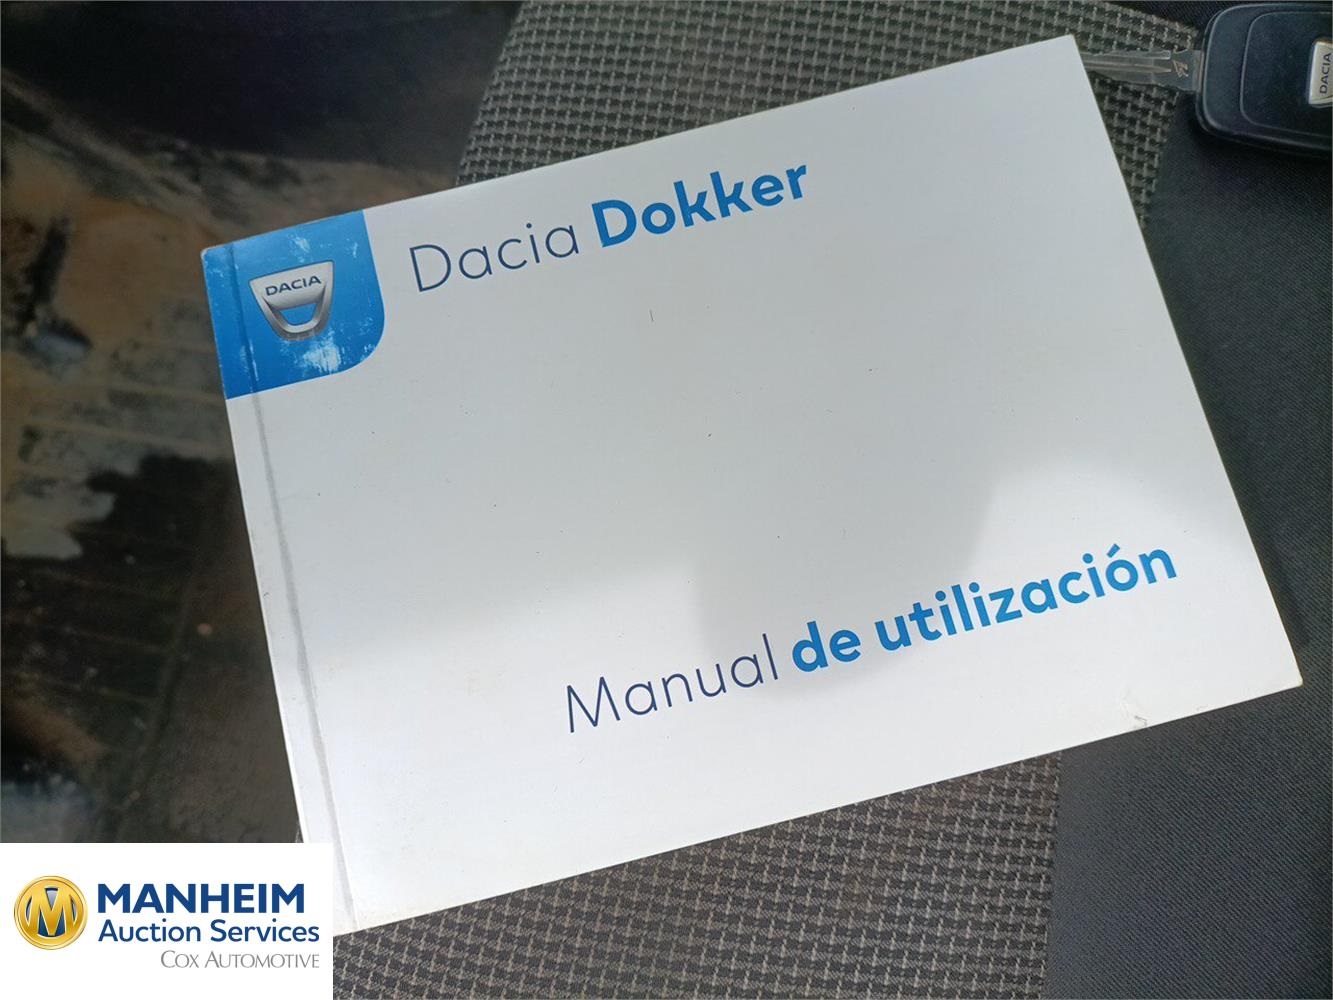 DACIA
Dacia Dokker
DACIA
Manual de utilización
MANHEIM
Auction Services
COX AUTOMOTIVE